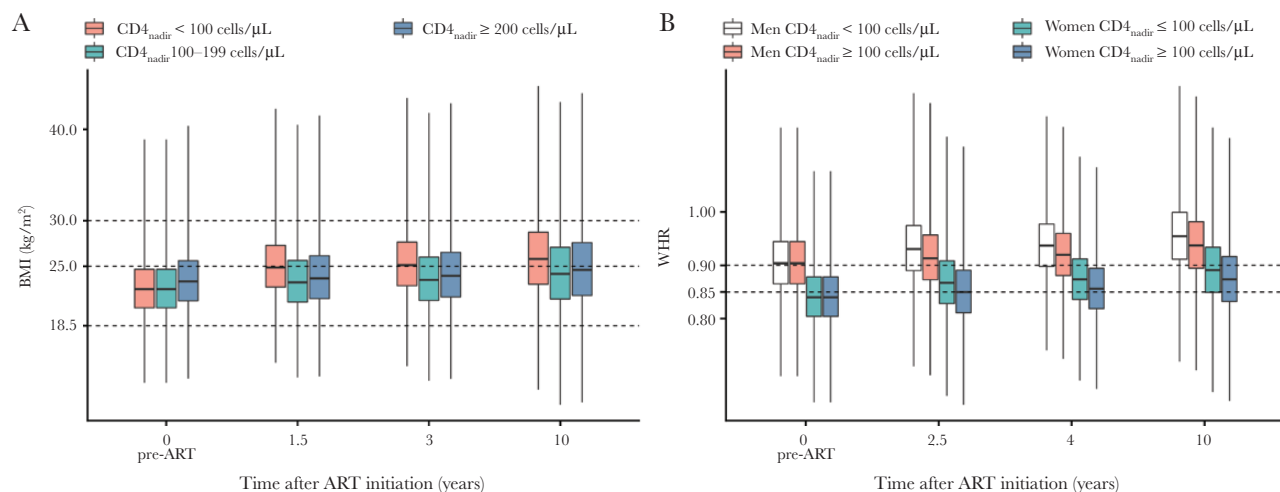 A
CD4nadir < 100 cells/µL
CD4nadir ≥ 200 cells/µL
CD4nadir 100–199 cells/µL
BMI (kg/m²)
40.0
30.0
25.0
18.5
0
pre-ART
1.5
3
10
Time after ART initiation (years)
B
Men CD4nadir < 100 cells/µL
Women CD4nadir ≤ 100 cells/µL
Men CD4nadir ≥ 100 cells/µL
Women CD4nadir ≥ 100 cells/µL
WHR
1.00
0.90
0.85
0.80
0
pre-ART
2.5
4
10
Time after ART initiation (years)